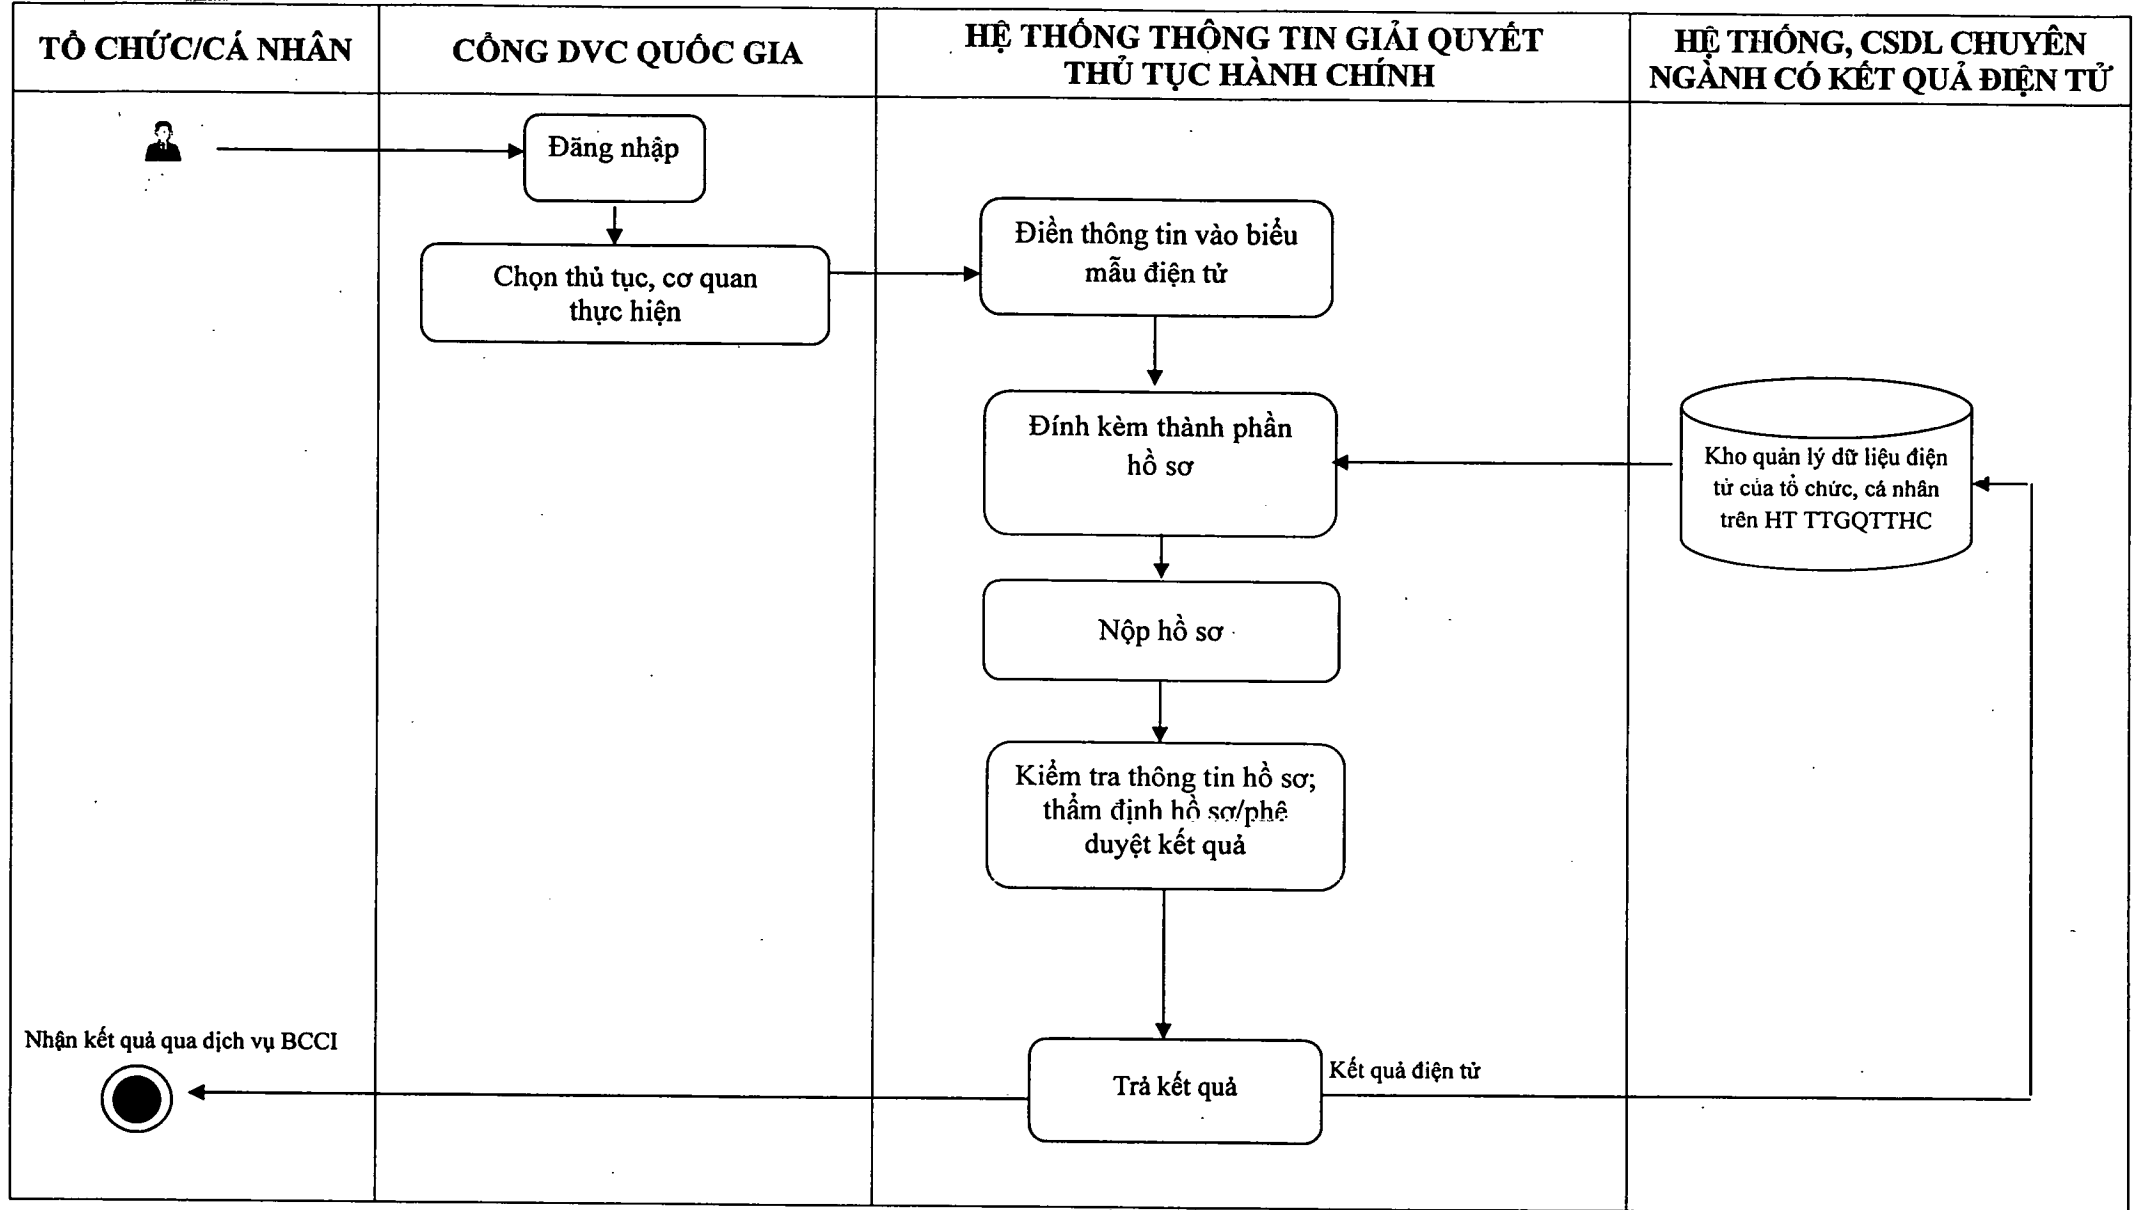 TỔ CHỨC/CÁ NHÂN
CỔNG DVC QUỐC GIA
HỆ THỐNG THÔNG TIN GIẢI QUYẾT
THỦ TỤC HÀNH CHÍNH
HỆ THỐNG, CSDL CHUYÊN
NGÀNH CÓ KẾT QUẢ ĐIỆN TỬ
Đăng nhập
Chọn thủ tục, cơ quan
thực hiện
Điền thông tin vào biểu
mẫu điện tử
Đính kèm thành phần
hồ sơ
Kho quản lý dữ liệu điện
tử của tổ chức, cá nhân
trên HT TTGQTTHC
Nộp hồ sơ
Kiểm tra thông tin hồ sơ;
thẩm định hồ sơ/phê
duyệt kết quả
Nhận kết quả qua dịch vụ BCCI
Trả kết quả
Kết quả điện tử